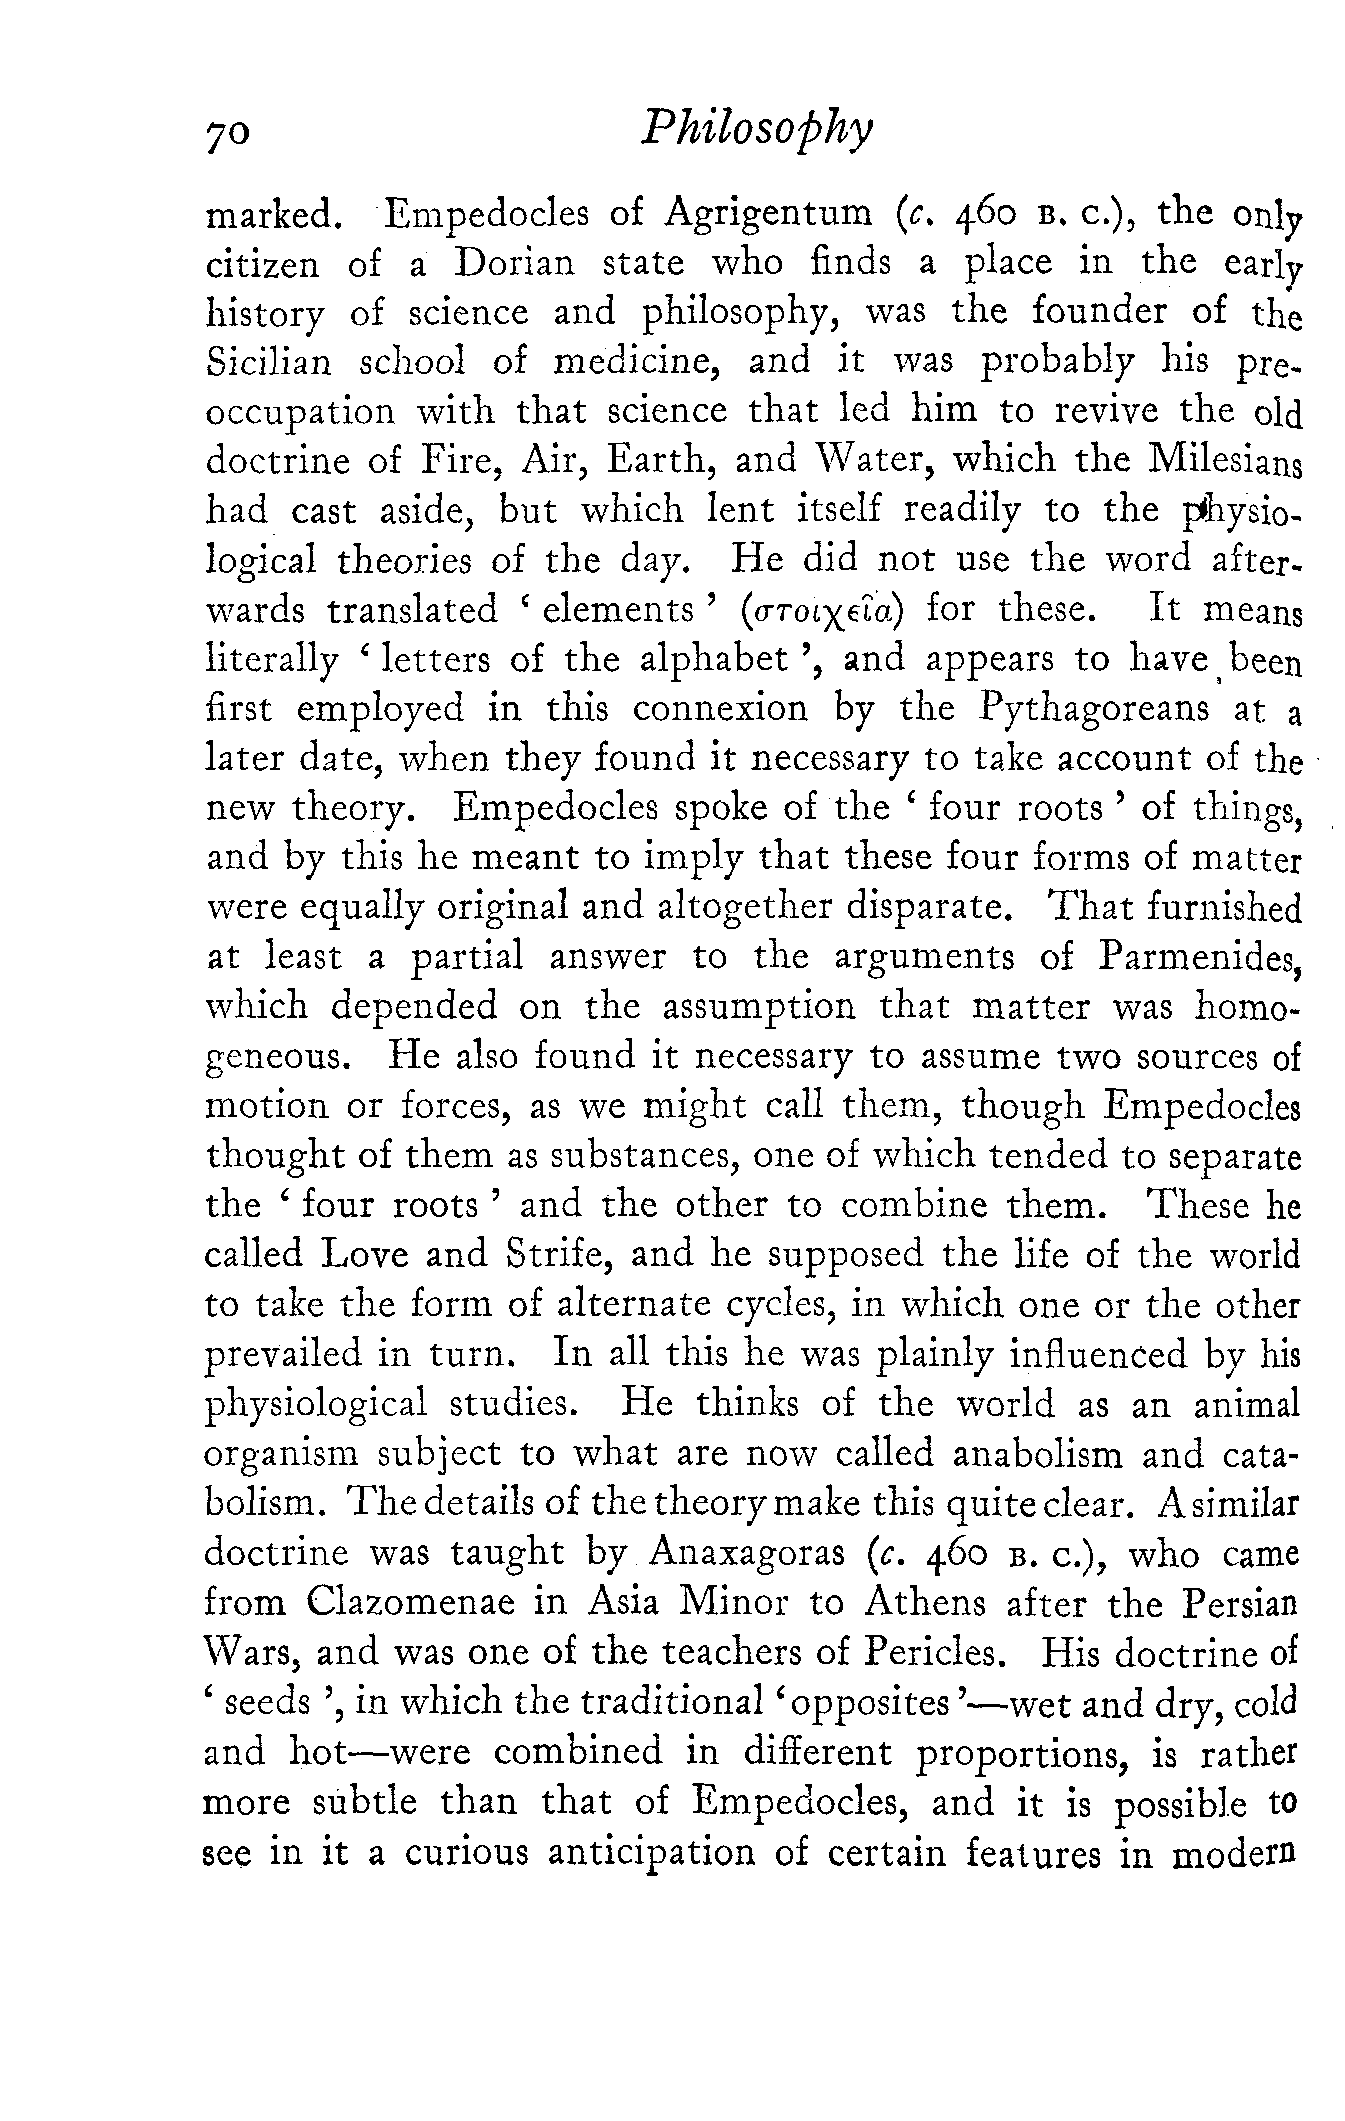 70 Philosophy
marked. Empedocles of Agrigentum (c. 460 B. C.), the only
citizen of a Dorian state who finds a place in the early
history of science and philosophy, was the founder of the
Sicilian school of medicine, and it was probably his pre-
occupation with that science that led him to revive the old
doctrine of Fire, Air, Earth, and Water, which the Milesians
had cast aside, but which lent itself readily to the physio-
logical theories of the day. He did not use the word after-
wards translated ‘ elements ’ (στοιχεῖα) for these. It means
literally ‘ letters of the alphabet ’, and appears to have been
first employed in this connexion by the Pythagoreans at a
later date, when they found it necessary to take account of the
new theory. Empedocles spoke of the ‘ four roots ’ of things,
and by this he meant to imply that these four forms of matter
were equally original and altogether disparate. That furnished
at least a partial answer to the arguments of Parmenides,
which depended on the assumption that matter was homo-
geneous. He also found it necessary to assume two sources of
motion or forces, as we might call them, though Empedocles
thought of them as substances, one of which tended to separate
the ‘ four roots ’ and the other to combine them. These he
called Love and Strife, and he supposed the life of the world
to take the form of alternate cycles, in which one or the other
prevailed in turn. In all this he was plainly influenced by his
physiological studies. He thinks of the world as an animal
organism subject to what are now called anabolism and cata-
bolism. The details of the theory make this quite clear. A similar
doctrine was taught by Anaxagoras (c. 460 B. C.), who came
from Clazomenae in Asia Minor to Athens after the Persian
Wars, and was one of the teachers of Pericles. His doctrine of
‘ seeds ’, in which the traditional ‘opposites’—wet and dry, cold
and hot—were combined in different proportions, is rather
more subtle than that of Empedocles, and it is possible to
see in it a curious anticipation of certain features in modern